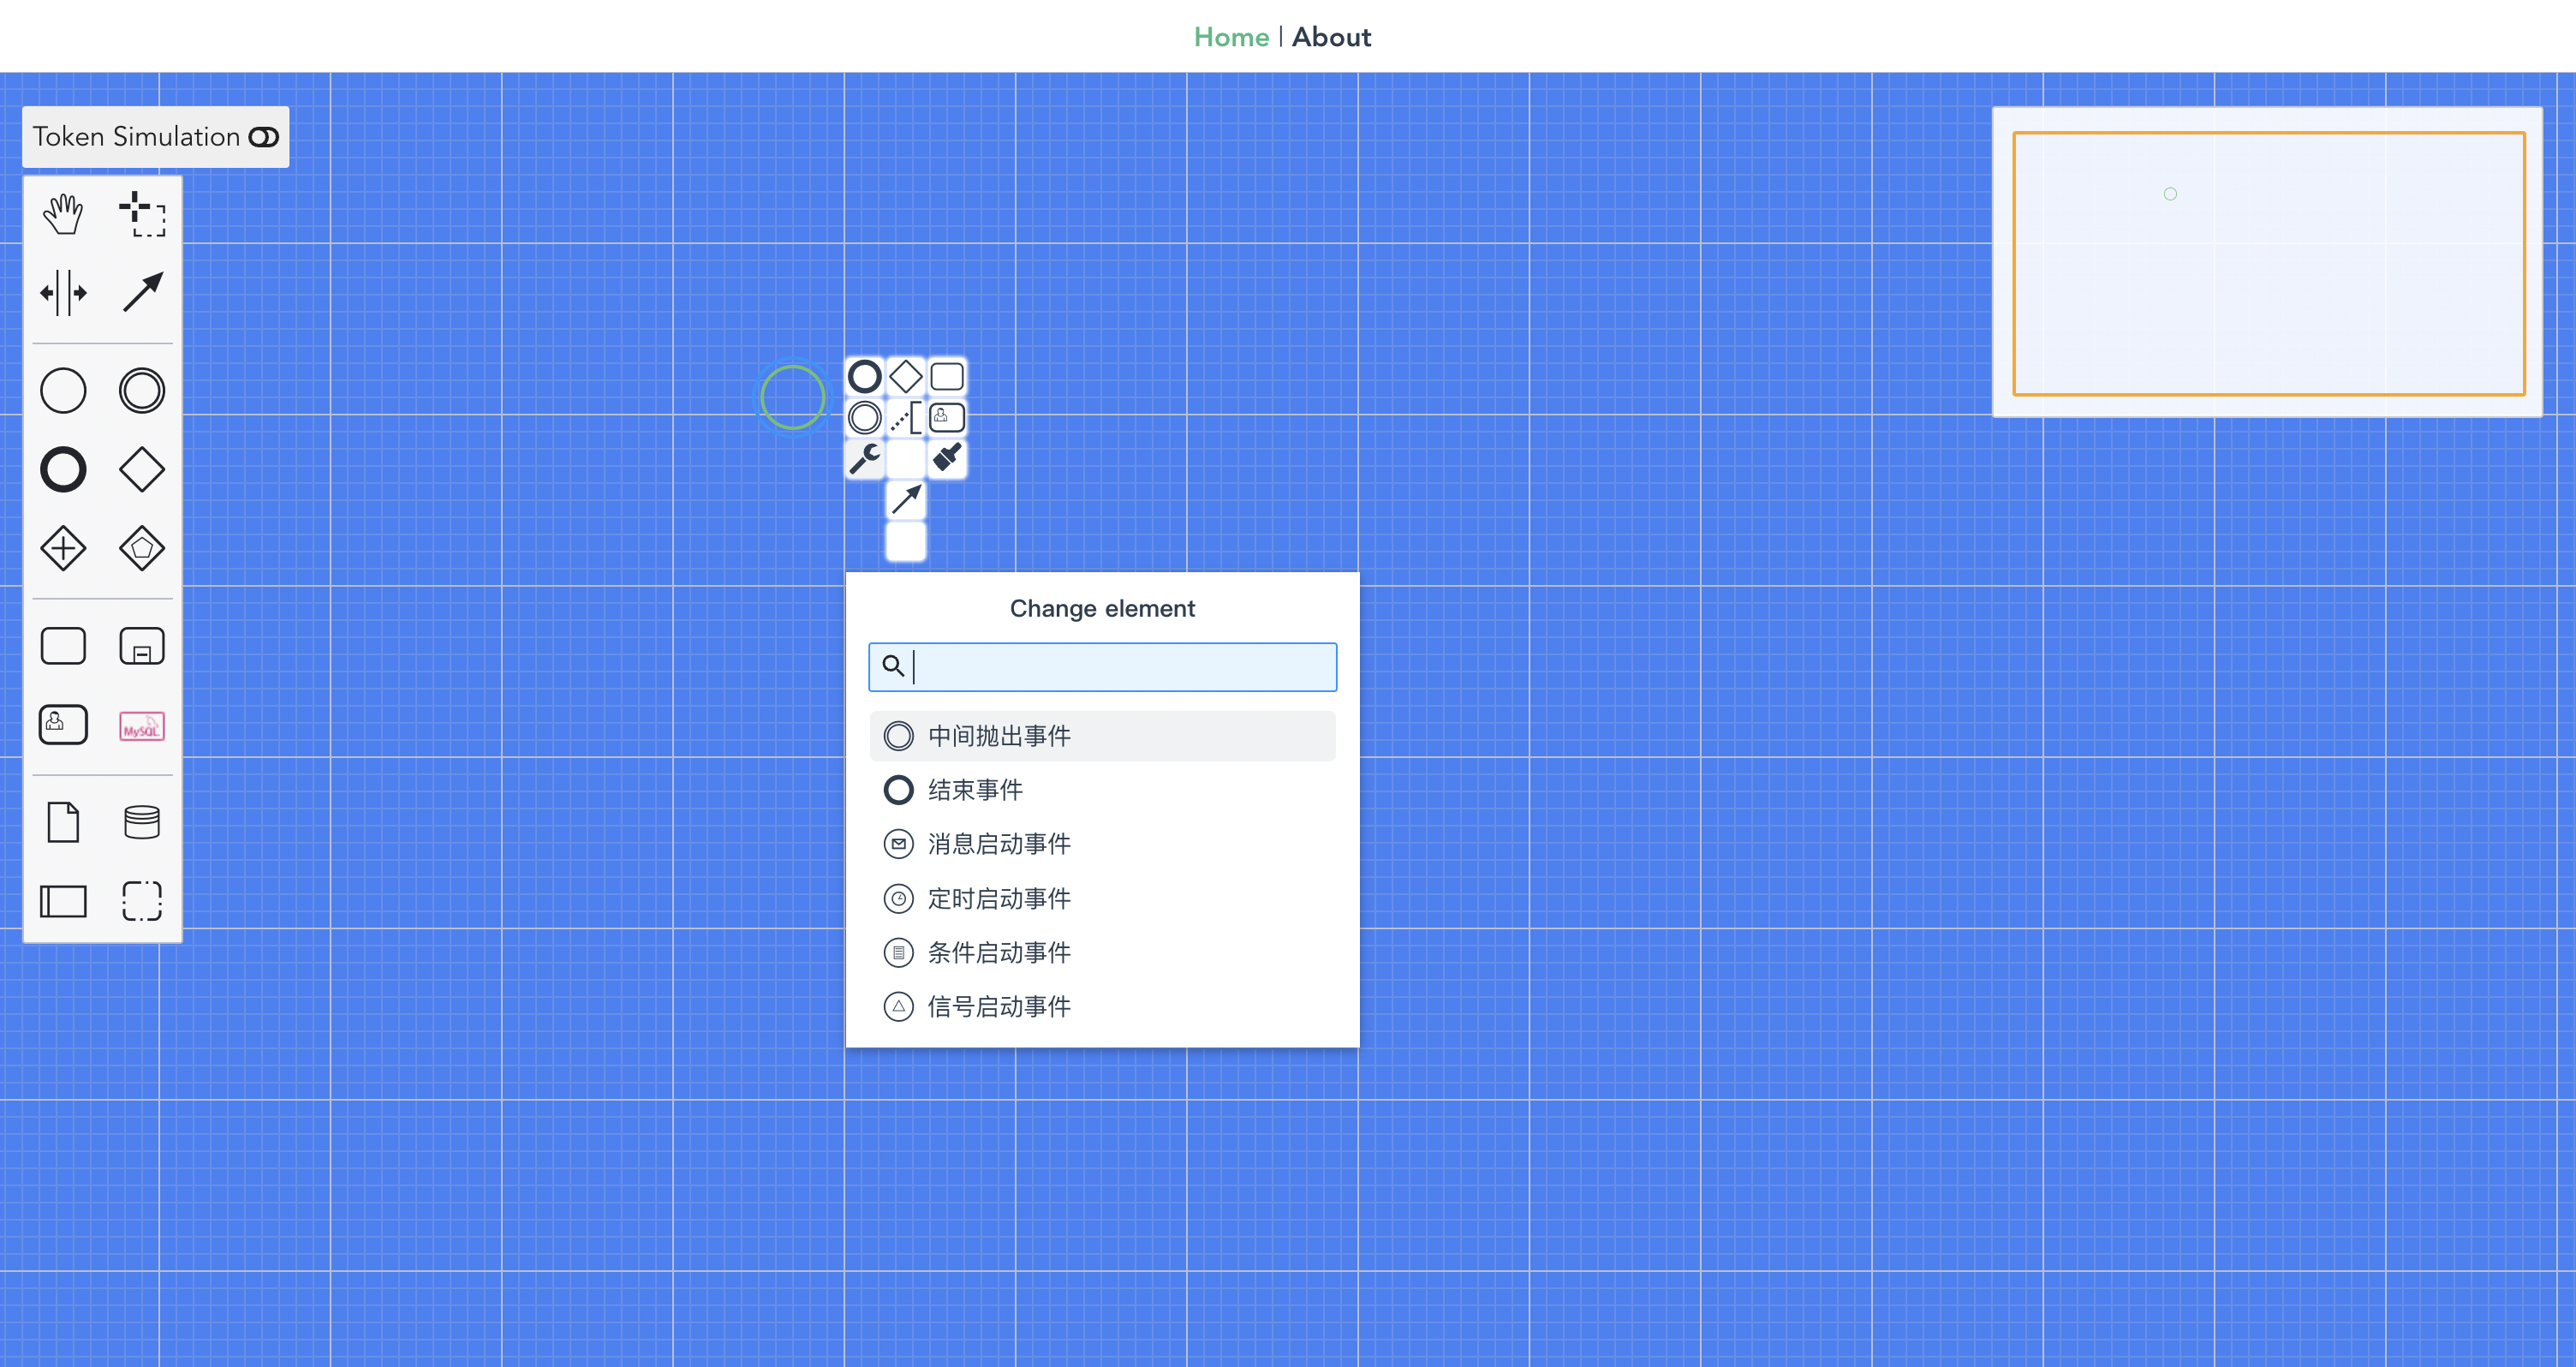 Home | About
Token Simulation
MySQL
Change element
中间抛出事件
结束事件
消息启动事件
定时启动事件
条件启动事件
信号启动事件